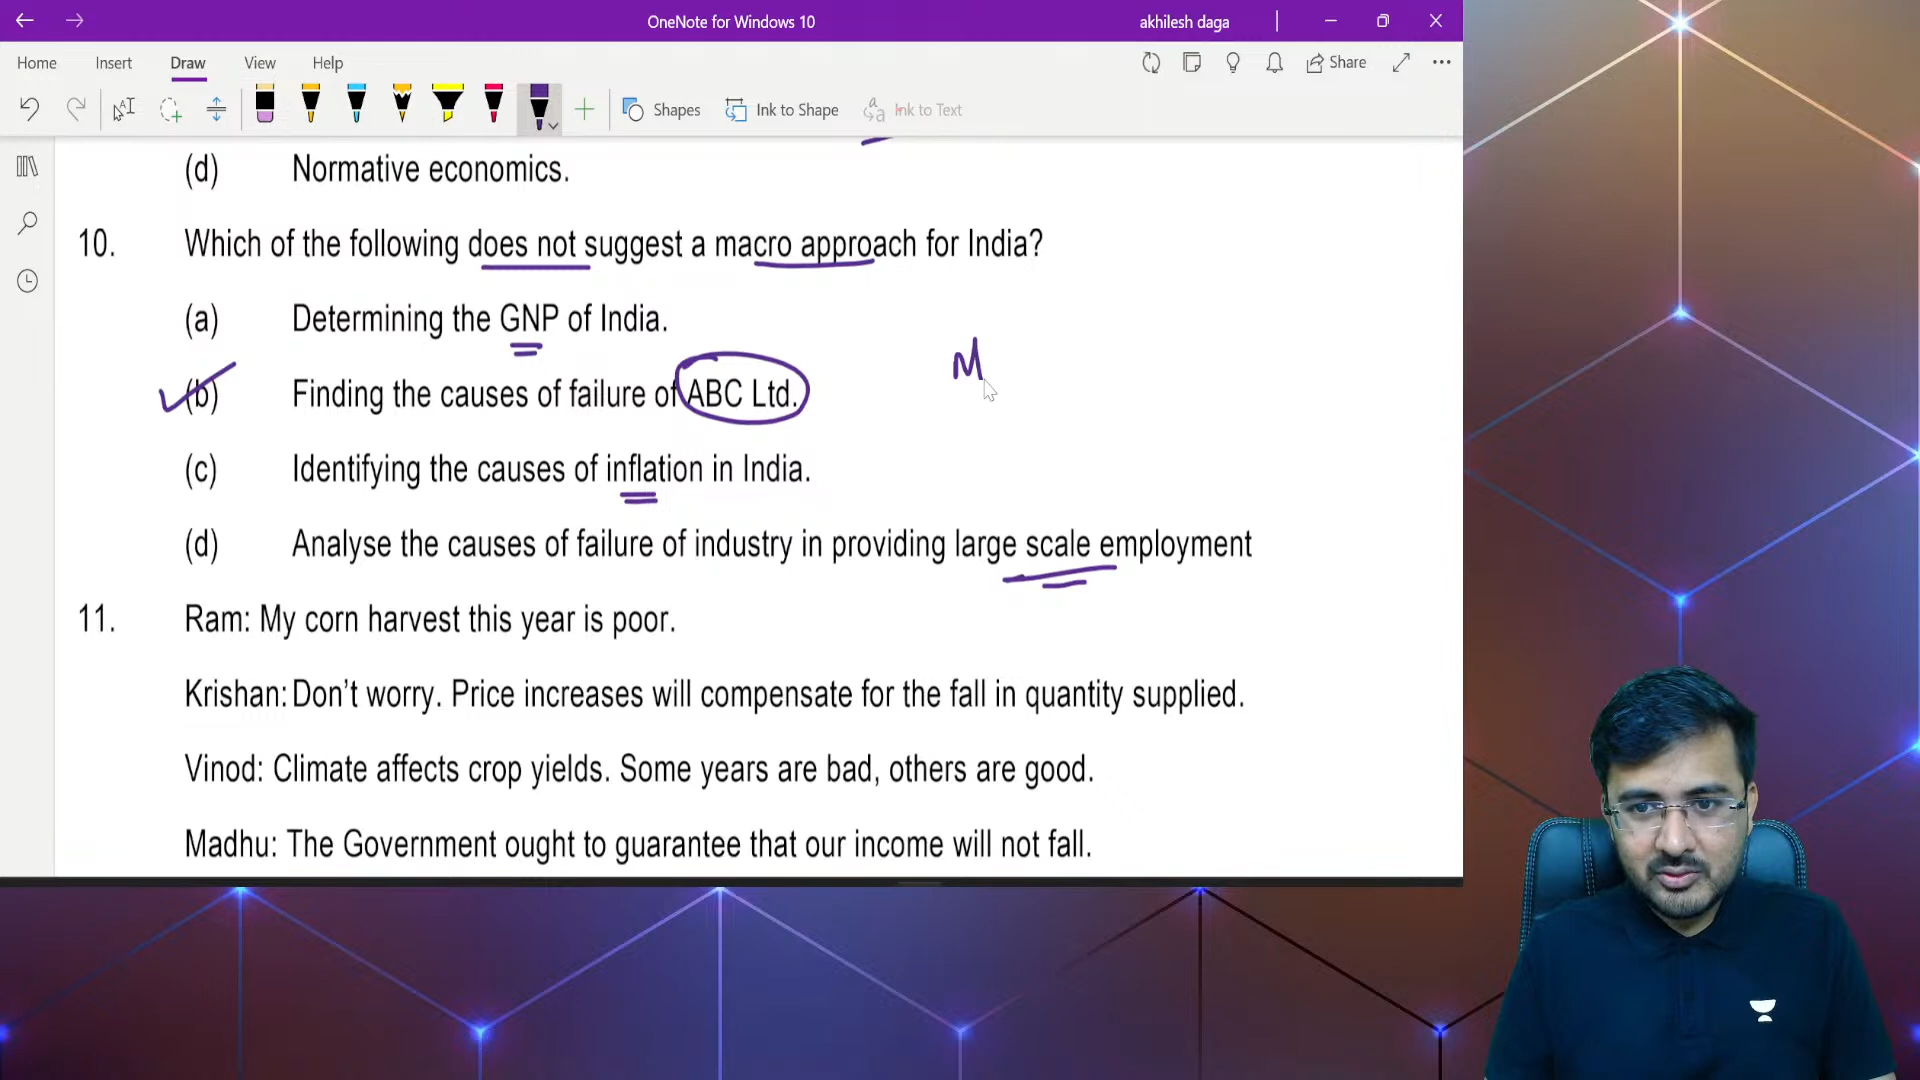 OneNote for Windows 10
akhilesh daga
Home Insert Draw View Help
Share
Shapes Ink to Shape Ink to Text
(d) Normative economics.
10. Which of the following does not suggest a macro approach for India?
(a) Determining the GNP of India.
(b) Finding the causes of failure of ABC Ltd.
M
(c) Identifying the causes of inflation in India.
(d) Analyse the causes of failure of industry in providing large scale employment
11. Ram: My corn harvest this year is poor.
Krishan: Don't worry. Price increases will compensate for the fall in quantity supplied.
Vinod: Climate affects crop yields. Some years are bad, others are good.
Madhu: The Government ought to guarantee that our income will not fall.